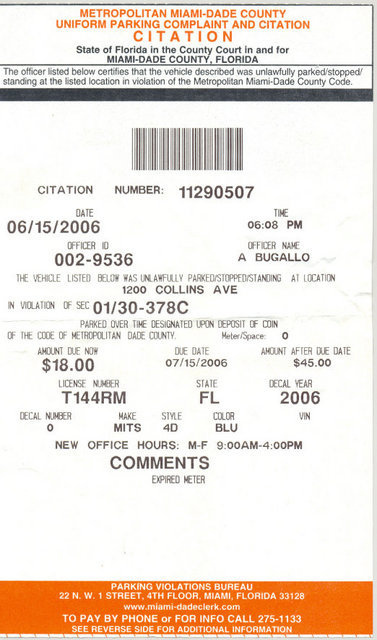 METROPOLITAN MIAMI-DADE COUNTY
UNIFORM PARKING COMPLAINT AND CITATION
CITATION
State of Florida in the County Court in and for
MIAMI-DADE COUNTY, FLORIDA
The officer listed below certifies that the vehicle described was unlawfully parked/stopped/
standing at the listed location in violation of the Metropolitan Miami-Dade County Code.
CITATION NUMBER: 11290507
DATE TIME
06/15/2006 06:08 PM
OFFICER ID OFFICER NAME
002-9536 A BUGALLO
THE VEHICLE LISTED BELOW WAS UNLAWFULLY PARKED/STOPPED/STANDING AT LOCATION
1200 COLLINS AVE
IN VIOLATION OF SEC 01/30-378C
PARKED OVER TIME DESIGNATED UPON DEPOSIT OF COIN
OF THE CODE OF METROPOLITAN DADE COUNTY. Meter/Space: 0
AMOUNT DUE NOW DUE DATE AMOUNT AFTER DUE DATE
$18.00 07/15/2006 $45.00
LICENSE NUMBER STATE DECAL YEAR
T144RM FL 2006
DECAL NUMBER MAKE STYLE COLOR VIN
0 MITS 4D BLU
NEW OFFICE HOURS: M-F 9:00AM-4:00PM
COMMENTS
EXPIRED METER
PARKING VIOLATIONS BUREAU
22 N. W. 1 STREET, 4TH FLOOR, MIAMI, FLORIDA 33128
www.miami-dadeclerk.com
TO PAY BY PHONE or FOR INFO CALL 275-1133
SEE REVERSE SIDE FOR ADDITIONAL INFORMATION